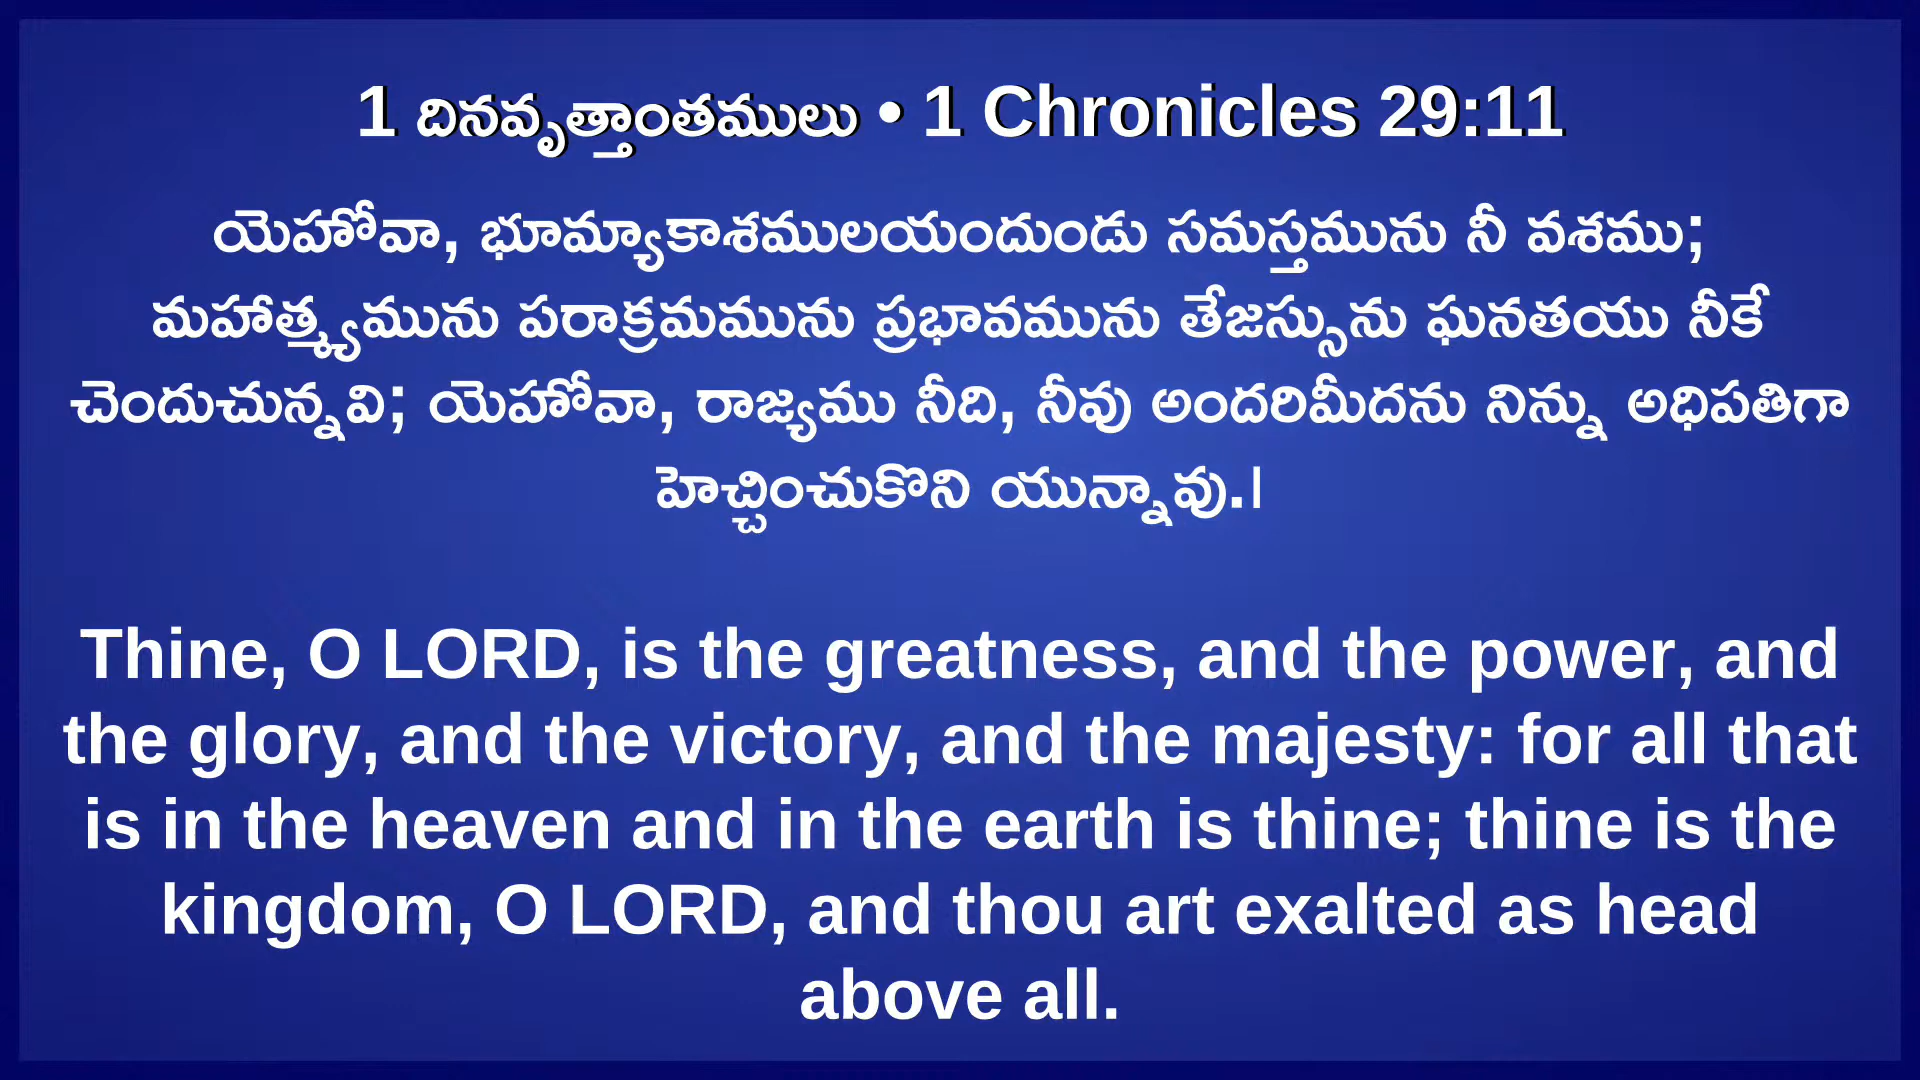 1 దినవృత్తాంతములు • 1 Chronicles 29:11
యెహోవా, భూమ్యాకాశములయందుండు సమస్తమును నీ వశము;
మహాత్మ్యమును పరాక్రమమును ప్రభావమును తేజస్సును ఘనతయు నీకే
చెందుచున్నవి; యెహోవా, రాజ్యము నీది, నీవు అందరిమీదను నిన్ను అధిపతిగా
హెచ్చించుకొని యున్నావు.।
Thine, O LORD, is the greatness, and the power, and
the glory, and the victory, and the majesty: for all that
is in the heaven and in the earth is thine; thine is the
kingdom, O LORD, and thou art exalted as head
above all.